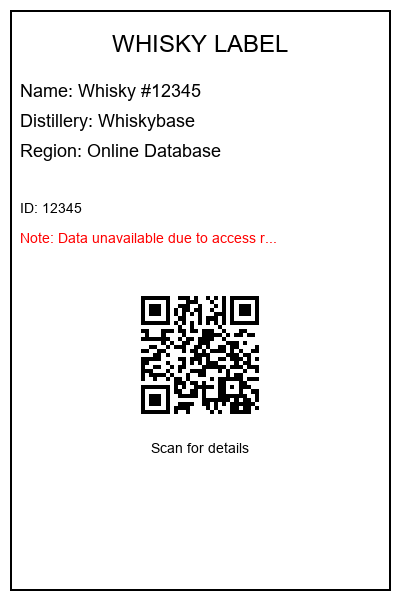 WHISKY LABEL
Name: Whisky #12345
Distillery: Whiskybase
Region: Online Database
ID: 12345
Note: Data unavailable due to access r...
Scan for details